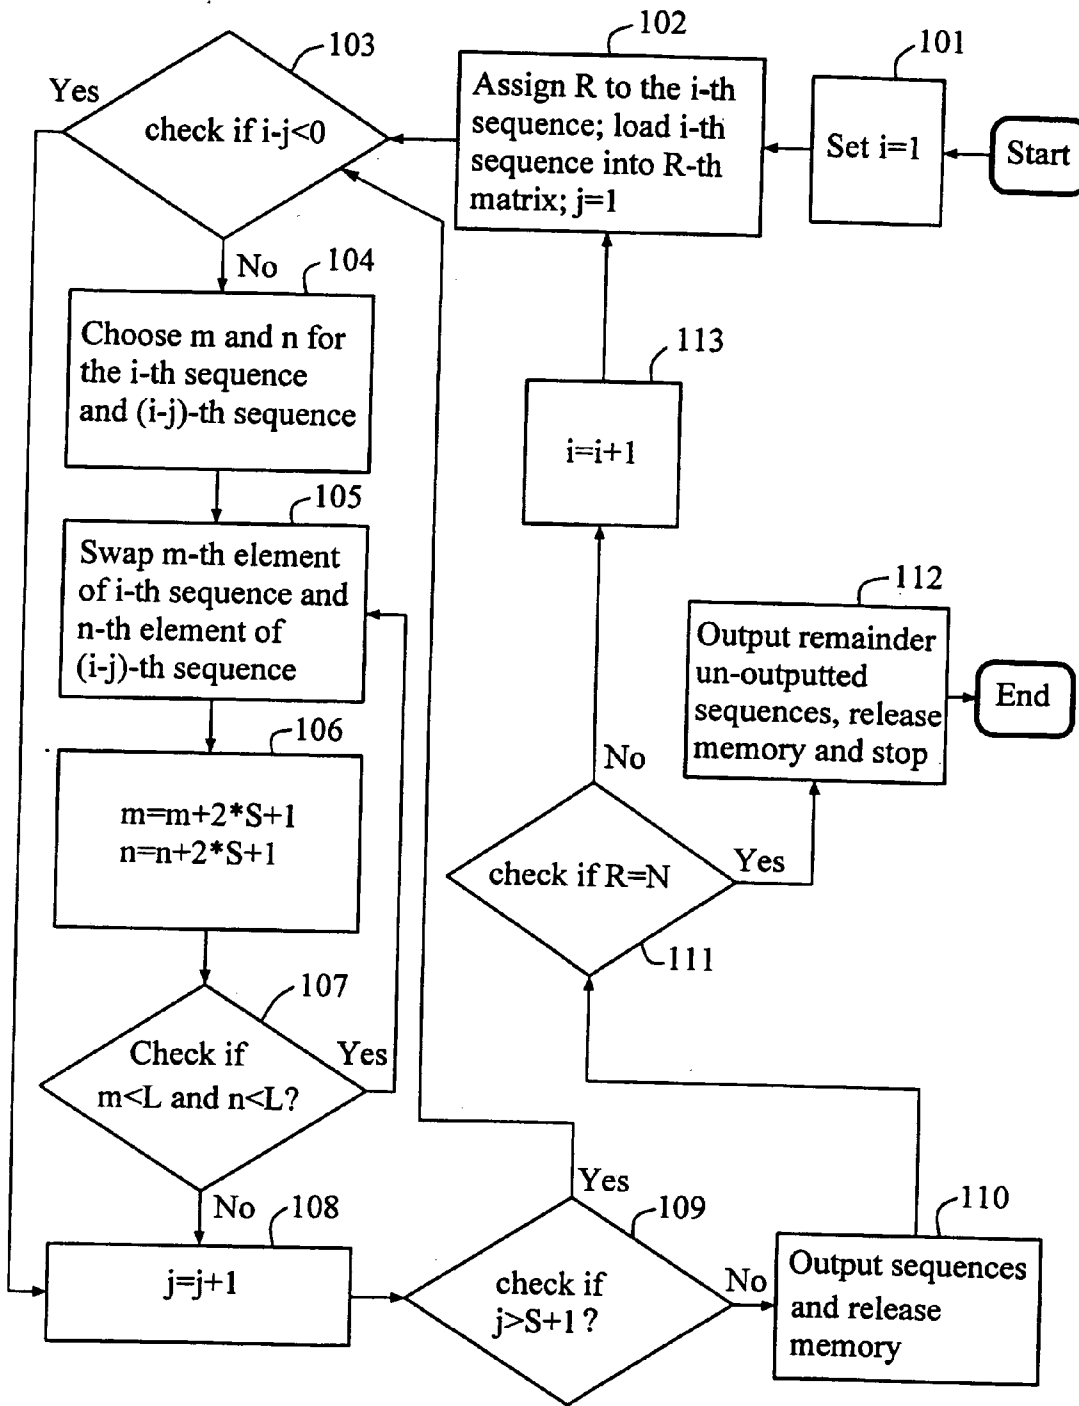 Start
101
Set i=1
102
Assign R to the i-th
sequence; load i-th
sequence into R-th
matrix; j=1
103
check if i-j<0
Yes
No
104
Choose m and n for
the i-th sequence
and (i-j)-th sequence
105
Swap m-th element
of i-th sequence and
n-th element of
(i-j)-th sequence
106
m=m+2*S+1
n=n+2*S+1
107
Check if
m<L and n<L?
Yes
No
108
j=j+1
109
check if
j>S+1 ?
Yes
No
110
Output sequences
and release
memory
111
check if R=N
Yes
No
112
Output remainder
un-outputted
sequences, release
memory and stop
End
113
i=i+1